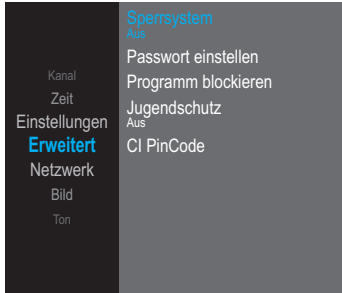 Kanal
Zeit
Einstellungen
Erweitert
Netzwerk
Bild
Ton
Sperrsystem
Aus
Passwort einstellen
Programm blockieren
Jugendschutz
Aus
CI PinCode